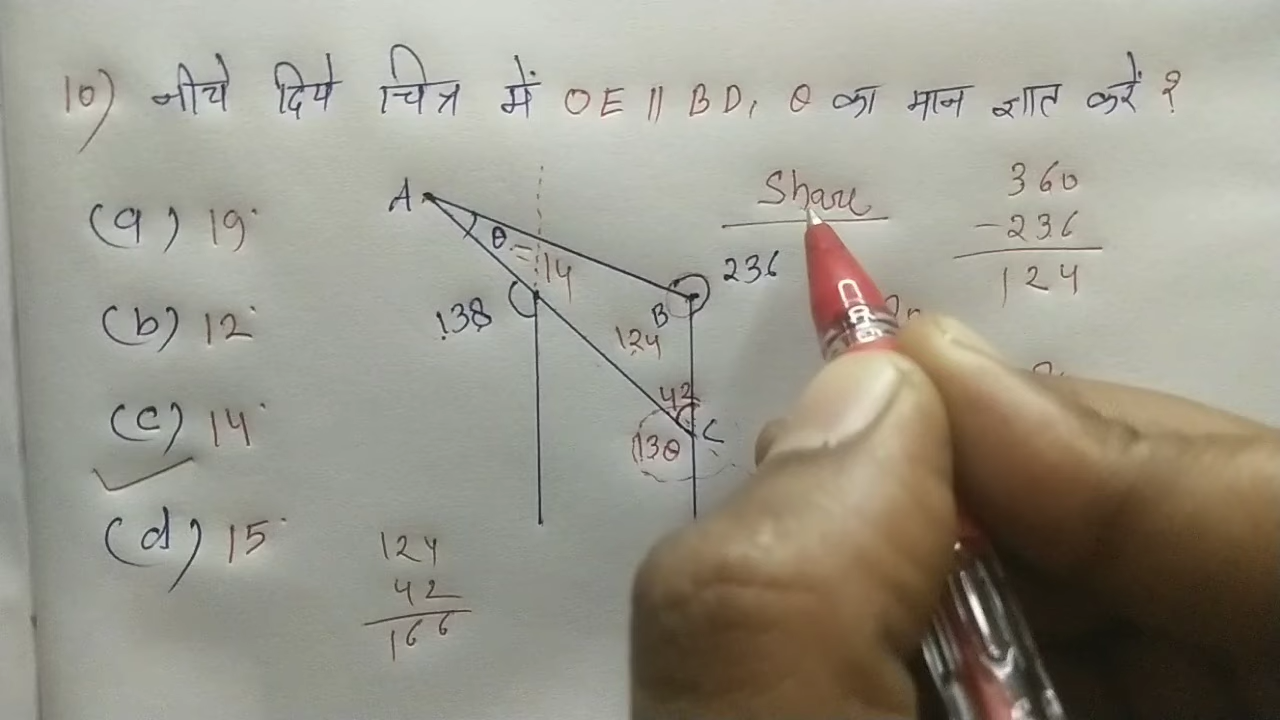 10) नीचे दिये चित्र में OE || BD, θ का मान ज्ञात करें ?
(a) 19°
(b) 12°
(c) 14°
(d) 15°
A
θ = 14
138
B
124
236
42
138
C
Share
360
-236
124
124
42
166